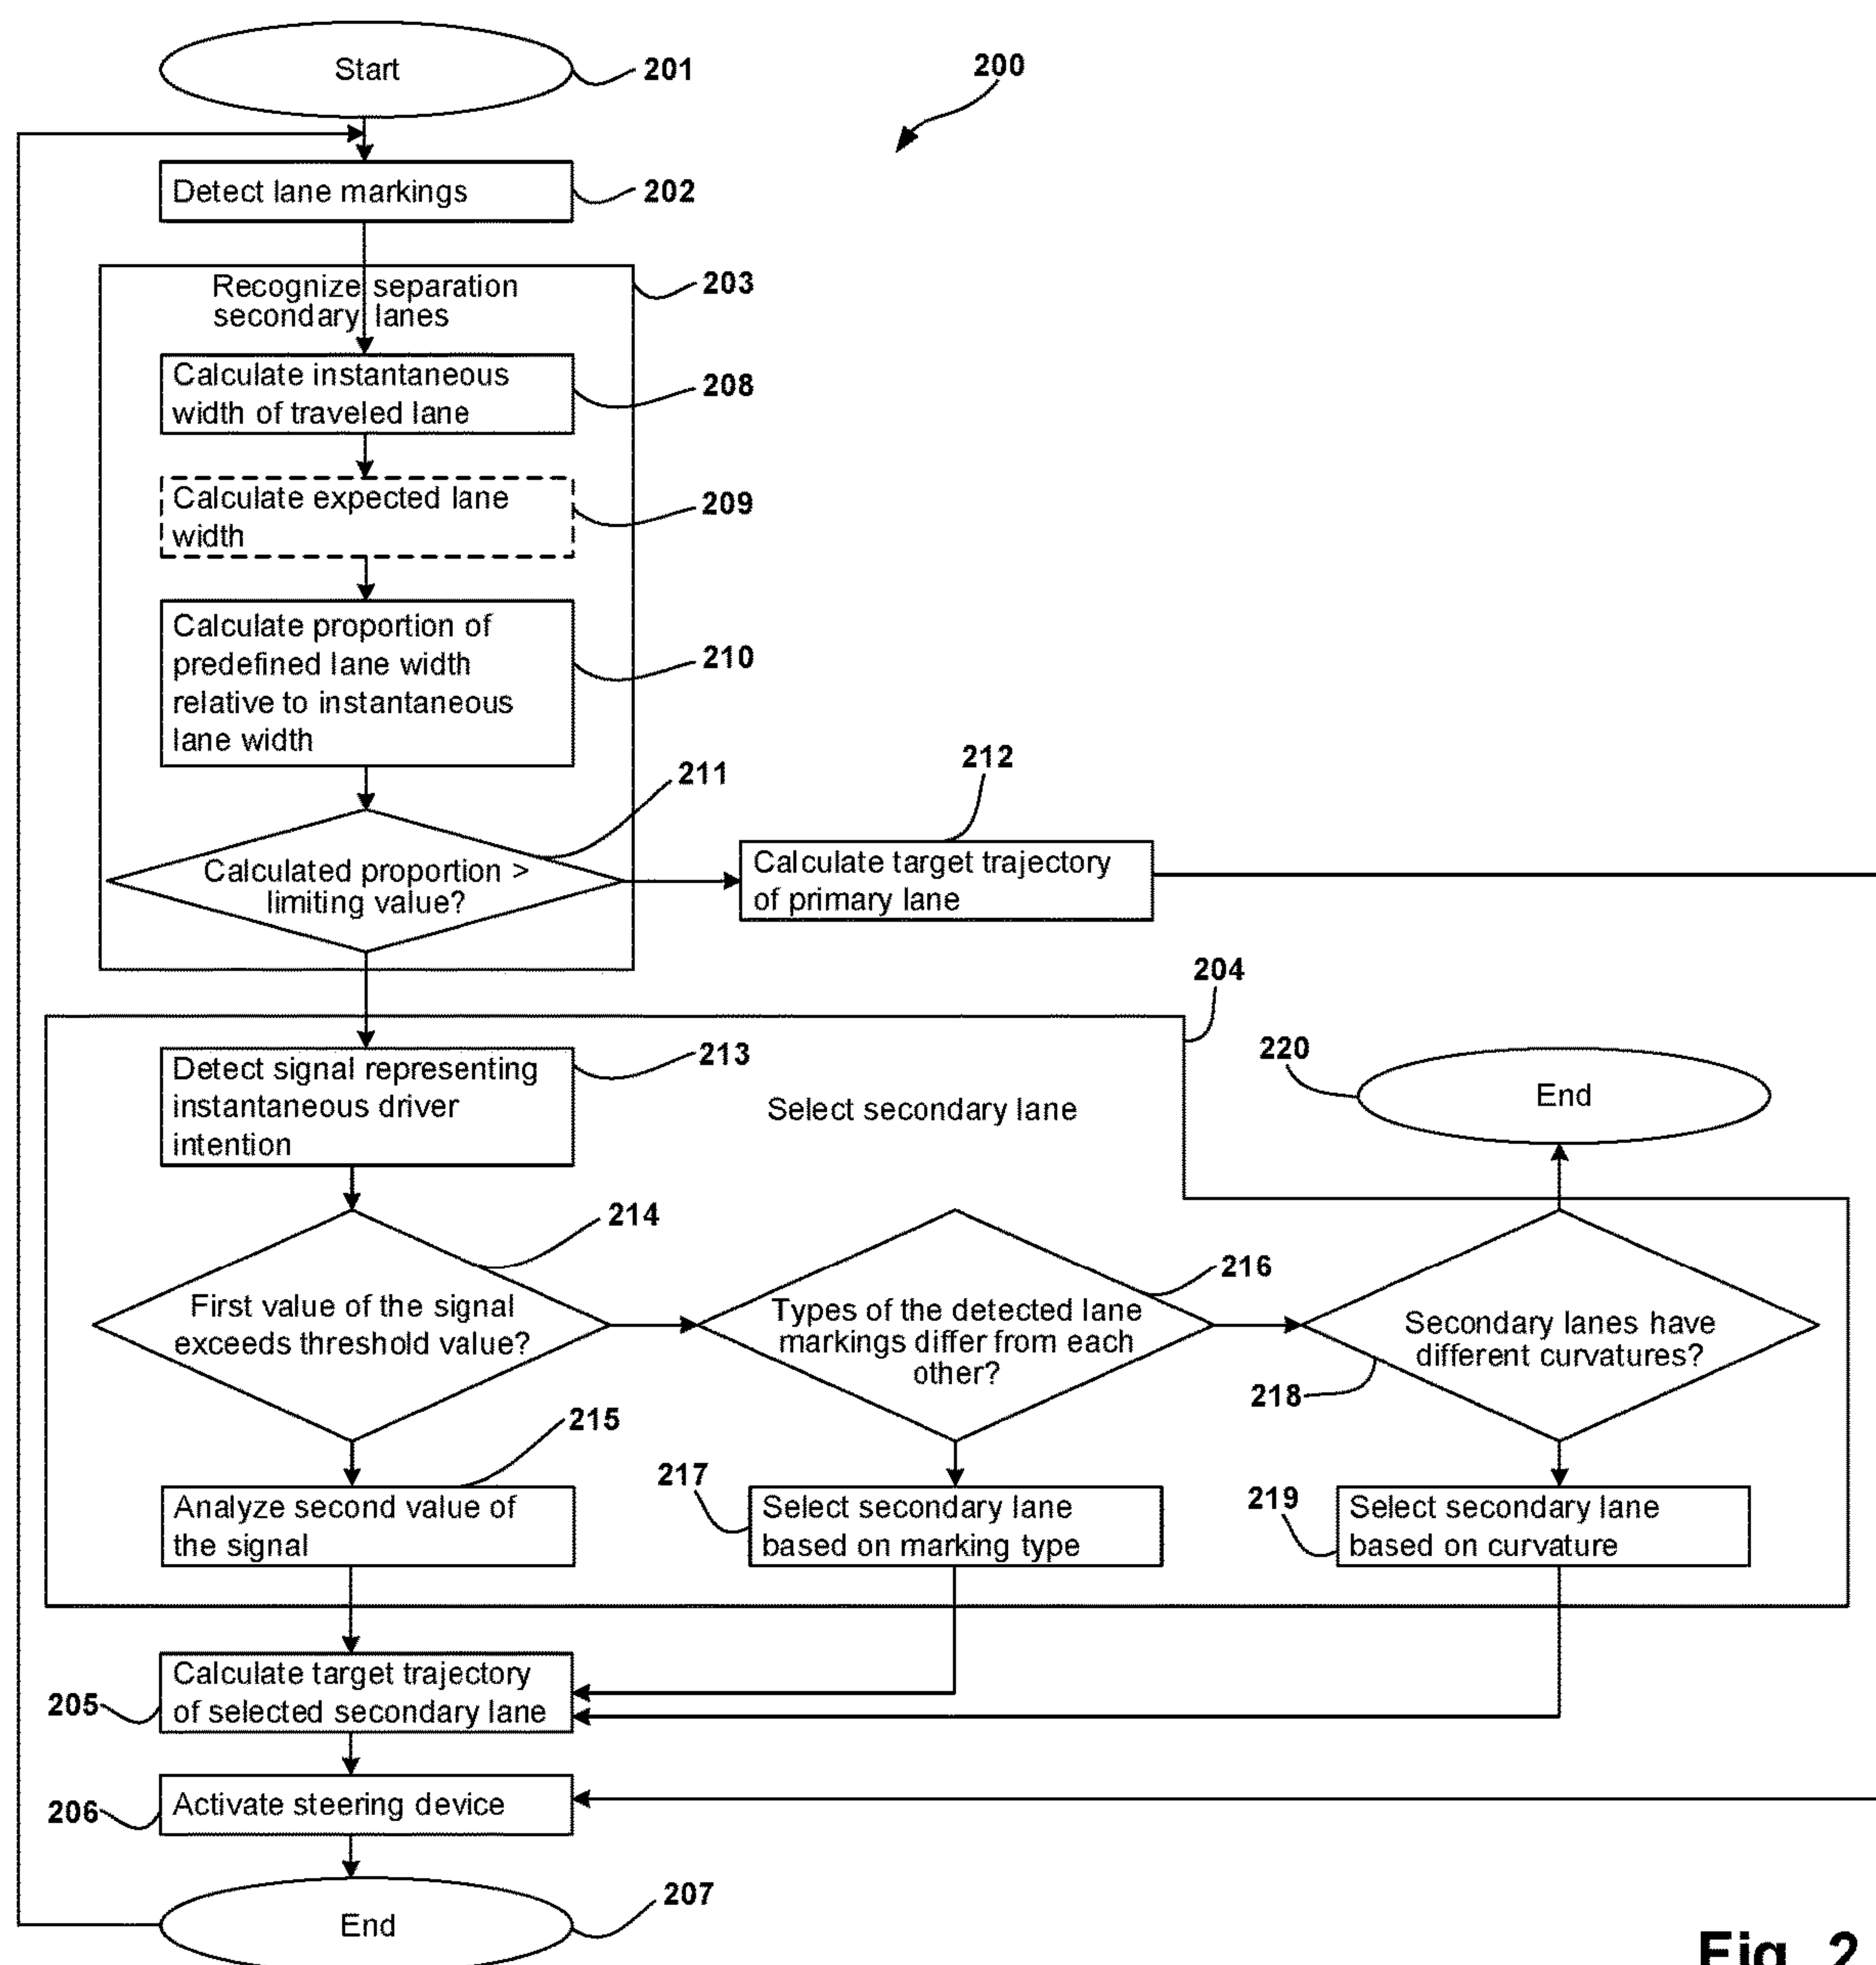 Start
201
200
Detect lane markings
202
Recognize separation
secondary lanes
203
Calculate instantaneous
width of traveled lane
208
Calculate expected lane
width
209
Calculate proportion of
predefined lane width
relative to instantaneous
lane width
210
211
212
Calculated proportion >
limiting value?
Calculate target trajectory
of primary lane
204
213
Detect signal representing
instantaneous driver
intention
Select secondary lane
220
End
214
First value of the signal
exceeds threshold value?
216
Types of the detected lane
markings differ from each
other?
Secondary lanes have
different curvatures?
218
215
Analyze second value of
the signal
217
Select secondary lane
based on marking type
219
Select secondary lane
based on curvature
Calculate target trajectory
of selected secondary lane
205
Activate steering device
206
End
207
Fig. 2